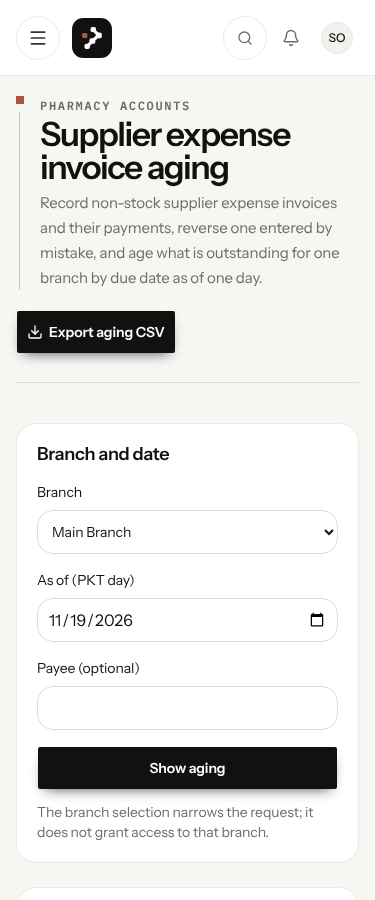 SO
PHARMACY ACCOUNTS
Supplier expense
invoice aging
Record non-stock supplier expense invoices
and their payments, reverse one entered by
mistake, and age what is outstanding for one
branch by due date as of one day.
Export aging CSV
Branch and date
Branch
Main Branch
As of (PKT day)
11/19/2026
Payee (optional)
Show aging
The branch selection narrows the request; it
does not grant access to that branch.